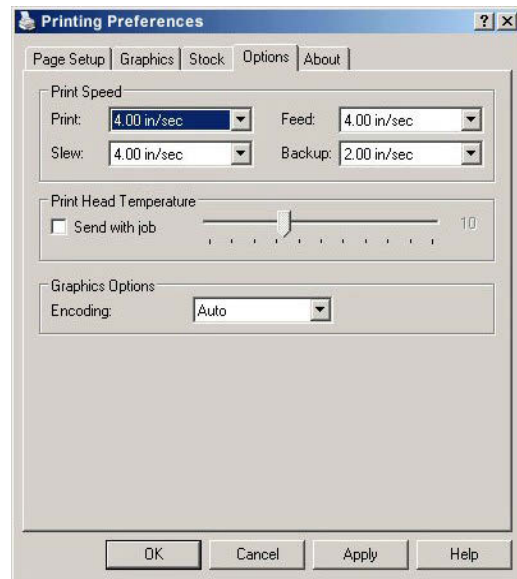 Printing Preferences
Page Setup Graphics Stock Options About
Print Speed
Print: 4.00 in/sec Feed: 4.00 in/sec
Slew: 4.00 in/sec Backup: 2.00 in/sec
Print Head Temperature
Send with job 10
Graphics Options
Encoding: Auto
OK Cancel Apply Help